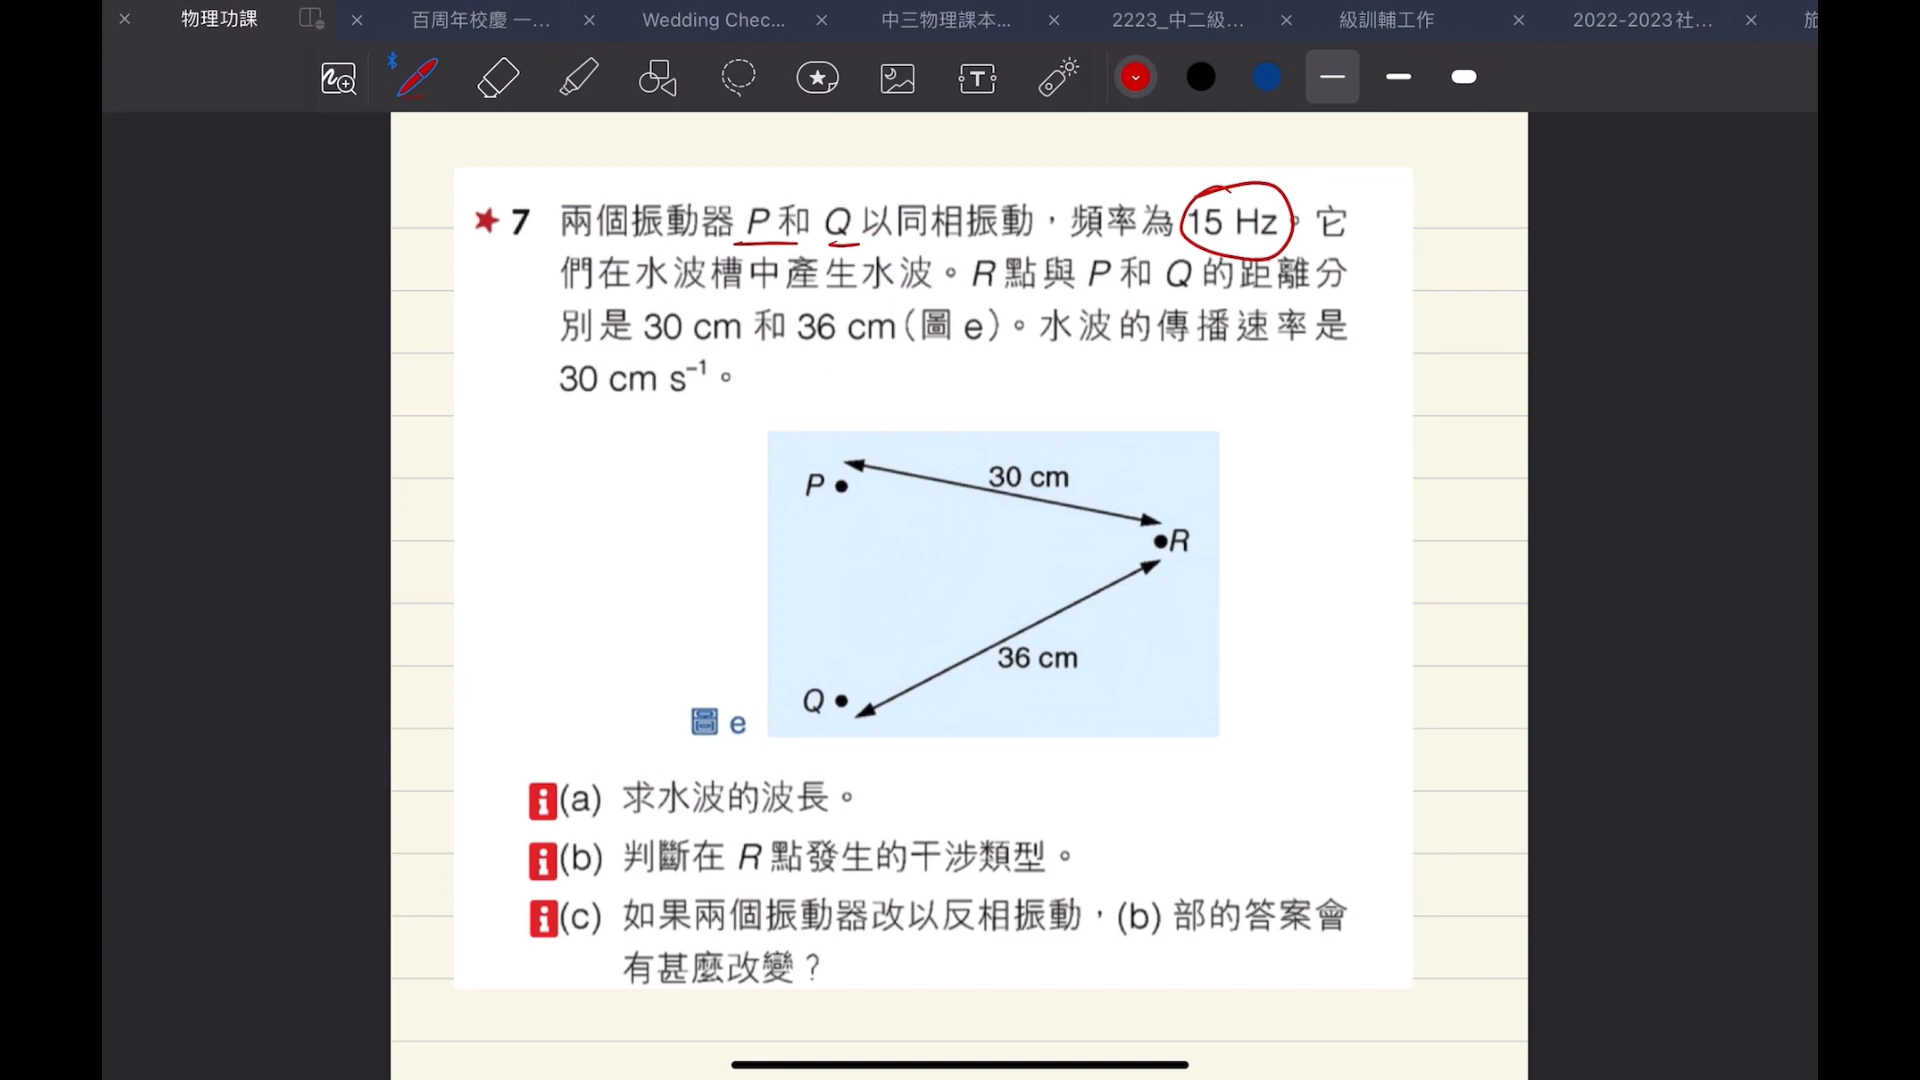 物理功課
百周年校慶 一...
Wedding Chec...
中三物理課本...
2223_中二級...
級訓輔工作
2022-2023社...
T
7 兩個振動器 P 和 Q 以同相振動，頻率為 15 Hz。它
們在水波槽中產生水波。R 點與 P 和 Q 的距離分
別是 30 cm 和 36 cm（圖 e）。水波的傳播速率是
30 cm s⁻¹。
P
30 cm
R
36 cm
Q
圖 e
i (a) 求水波的波長。
i (b) 判斷在 R 點發生的干涉類型。
i (c) 如果兩個振動器改以反相振動，(b) 部的答案會
有甚麼改變？